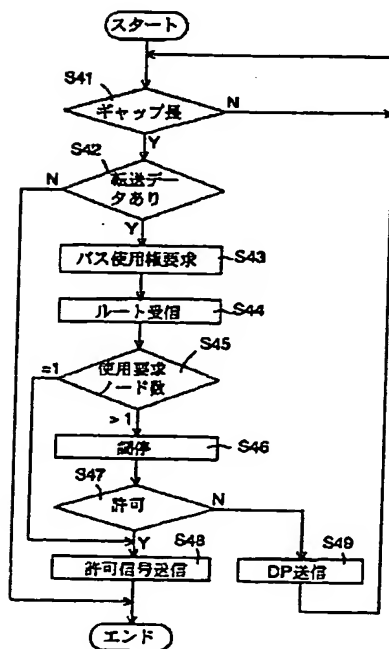 スタート
S41
ギャップ長
N
Y
S42
転送デー
タあり
N
Y
バス使用権要求
S43
ルート受信
S44
S45
使用要求
ノード数
=1
>1
調停
S46
S47
許可
N
Y
S48
許可信号送信
S49
DP送信
エンド